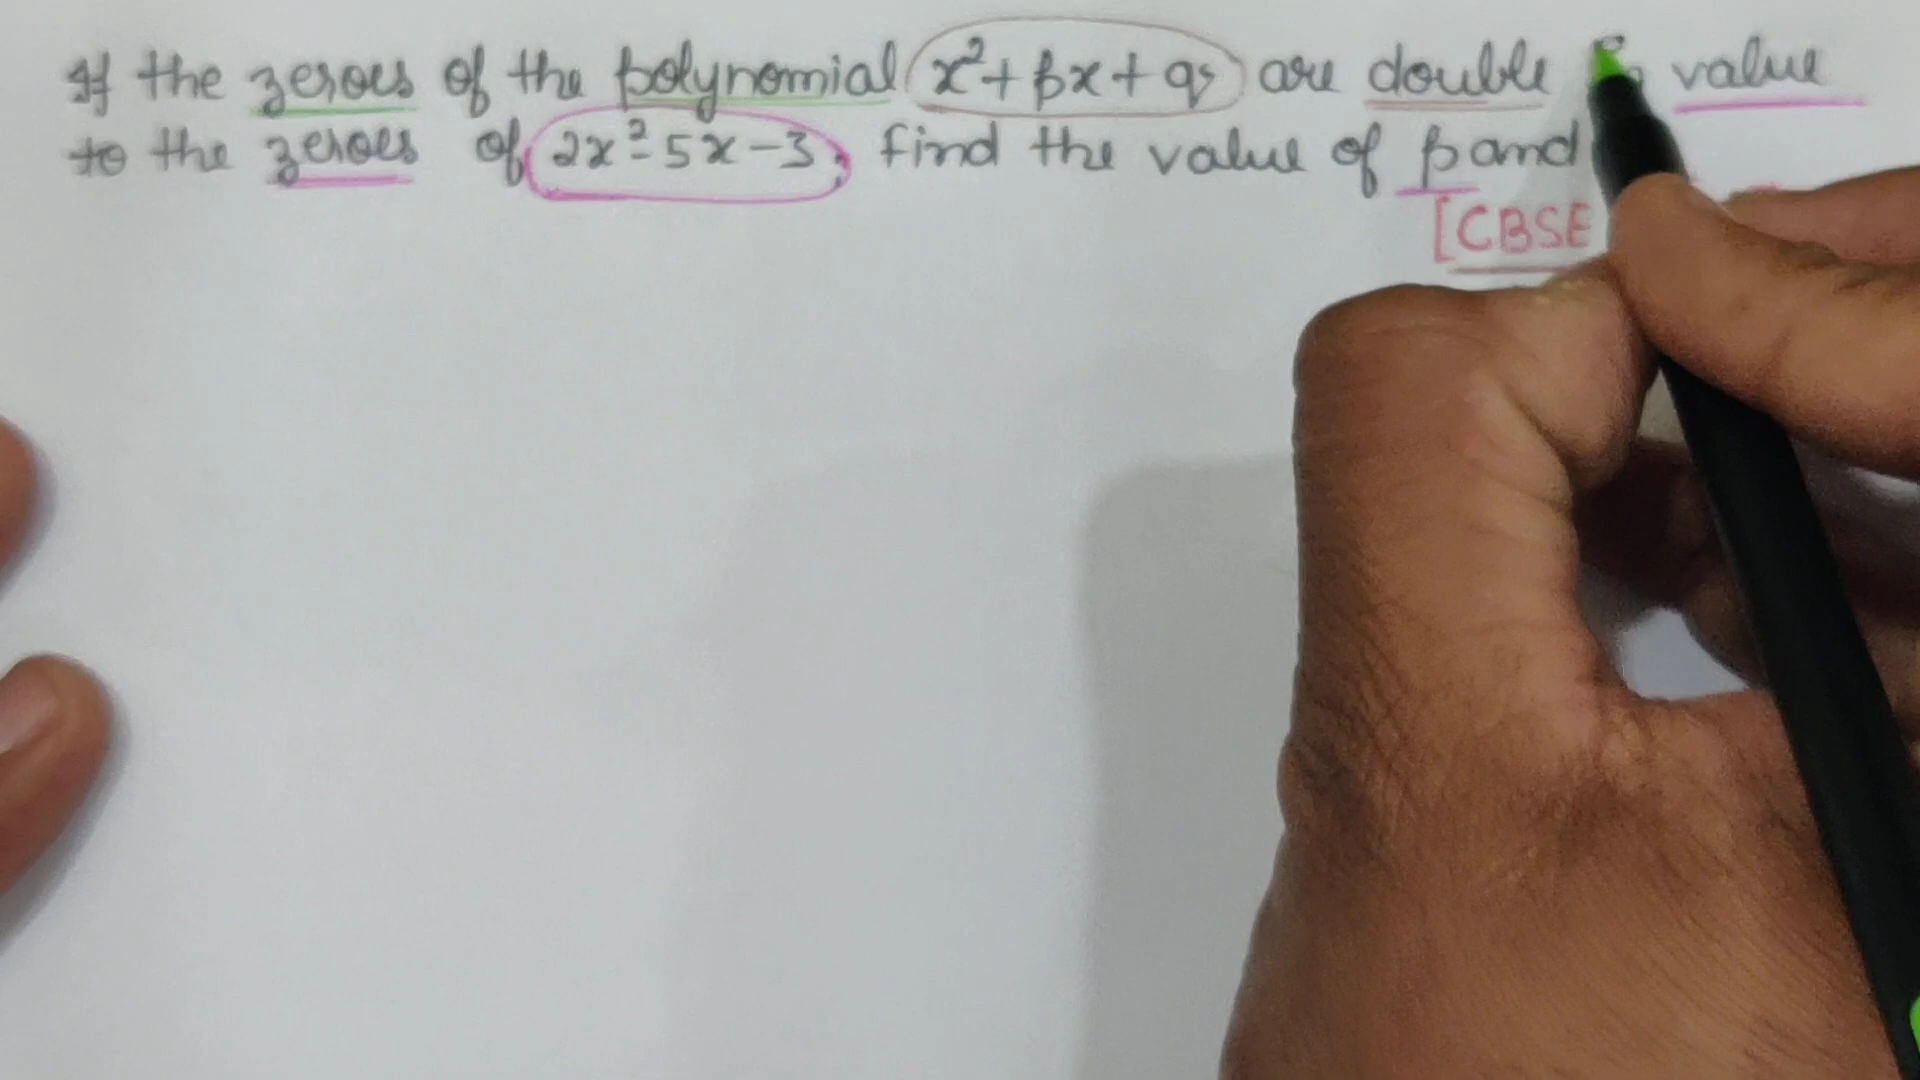 If the zeroes of the polynomial x²+px+q are double value
to the zeroes of 2x²-5x-3, find the value of p and
[CBSE